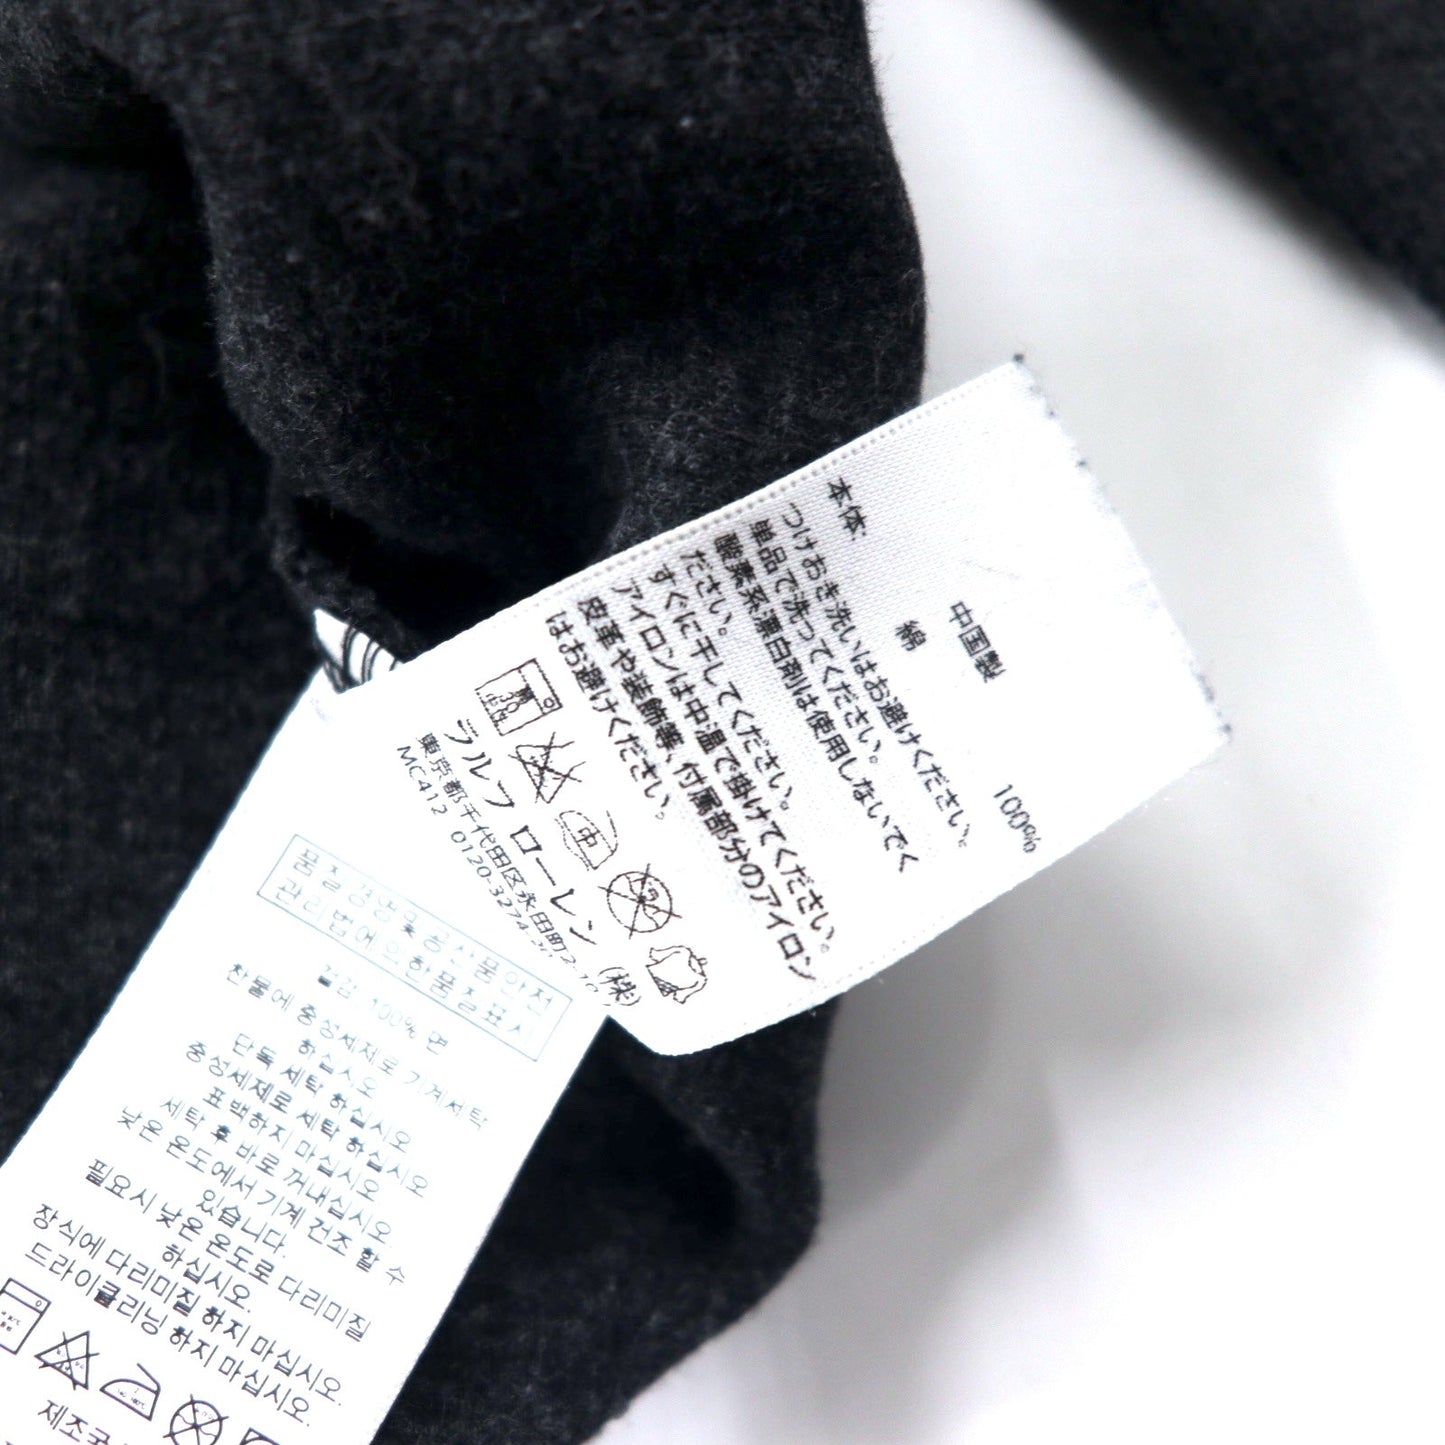 中国製
綿 100%
本体:
つけおき洗いはお避けください。
単品で洗ってください。
酸素系漂白剤は使用しないでく
ださい。
すぐに干してください。
アイロンは中温で掛けてください。
皮革や装飾等、付属部分のアイロン
はお避けください。
中
ラルフ ローレン (株)
東京都千代田区永田町
MC412 0120-3274-20
품질경영및공산품안전
관리법에의한품질표시
겉감 100% 면
찬물에 중성세제로 기계세탁
하십시오
단독 세탁 하십시오
중성세제로 세탁하십시오
표백하지 마십시오
세탁 후 바로 꺼내십시오
낮은 온도에서 기계 건조 할 수
있습니다.
필요시 낮은 온도로 다리미질
하십시오.
장식에 다리미질 하지 마십시오.
드라이클리닝 하지 마십시오.
제조국